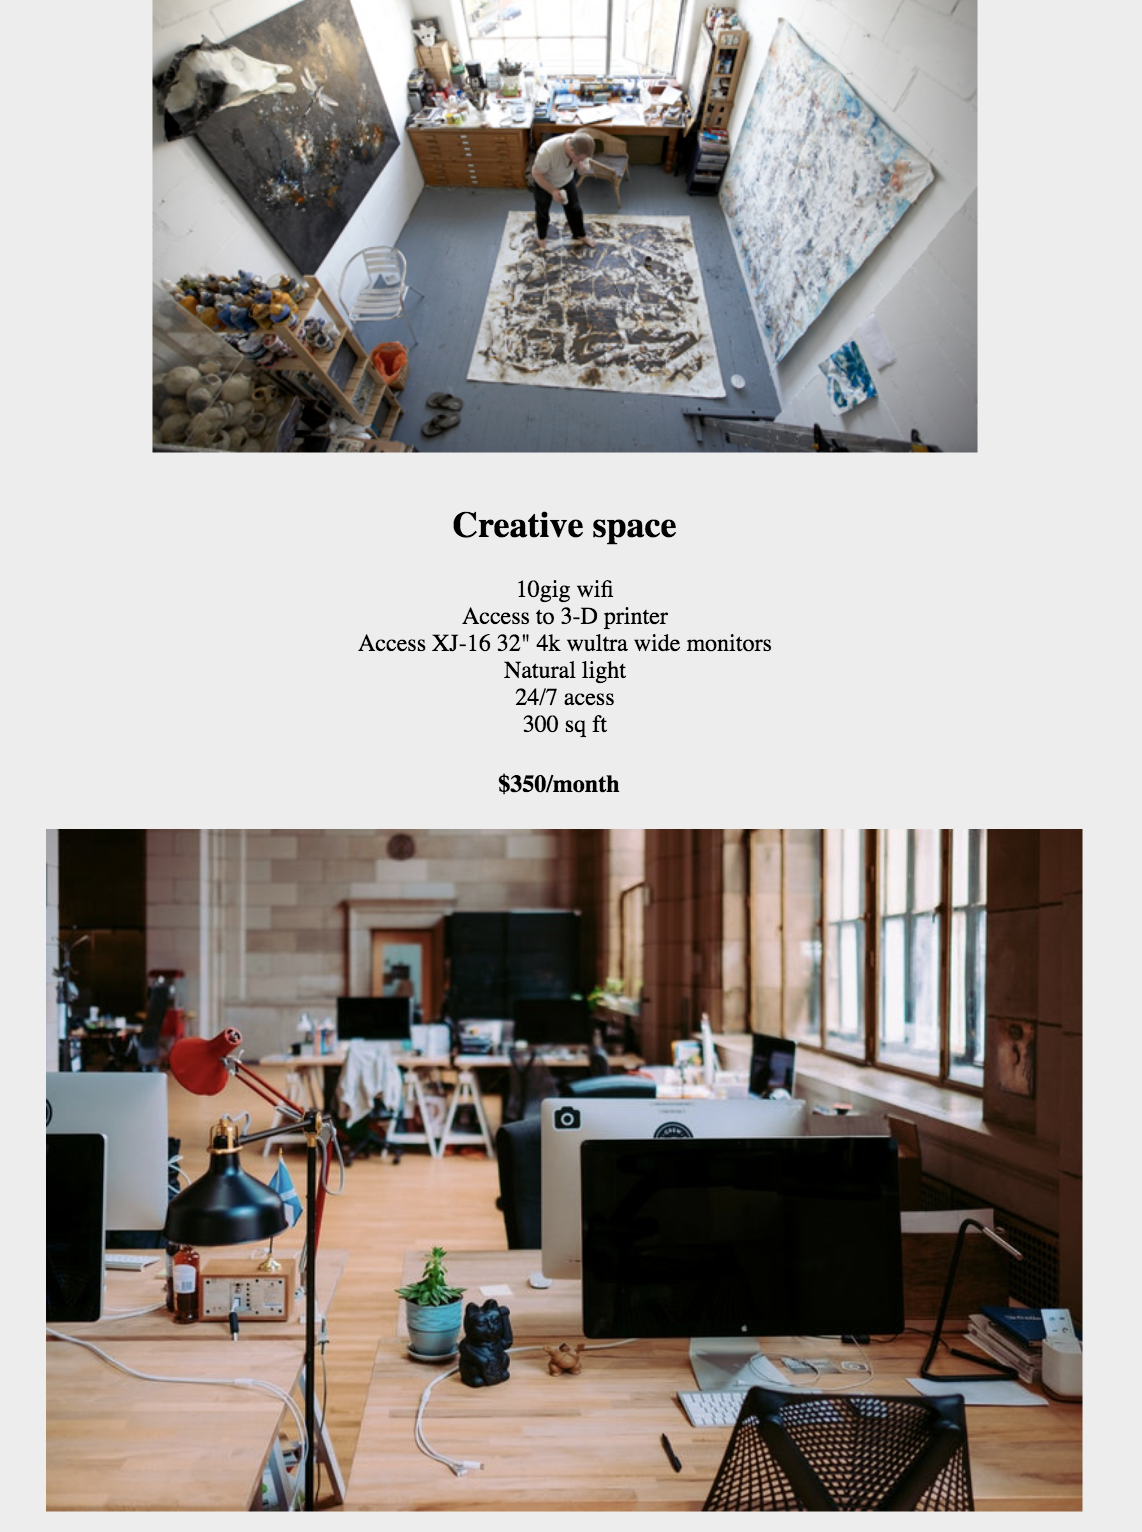 Creative space
10gig wifi
Access to 3-D printer
Access XJ-16 32" 4k wultra wide monitors
Natural light
24/7 acess
300 sq ft
$350/month